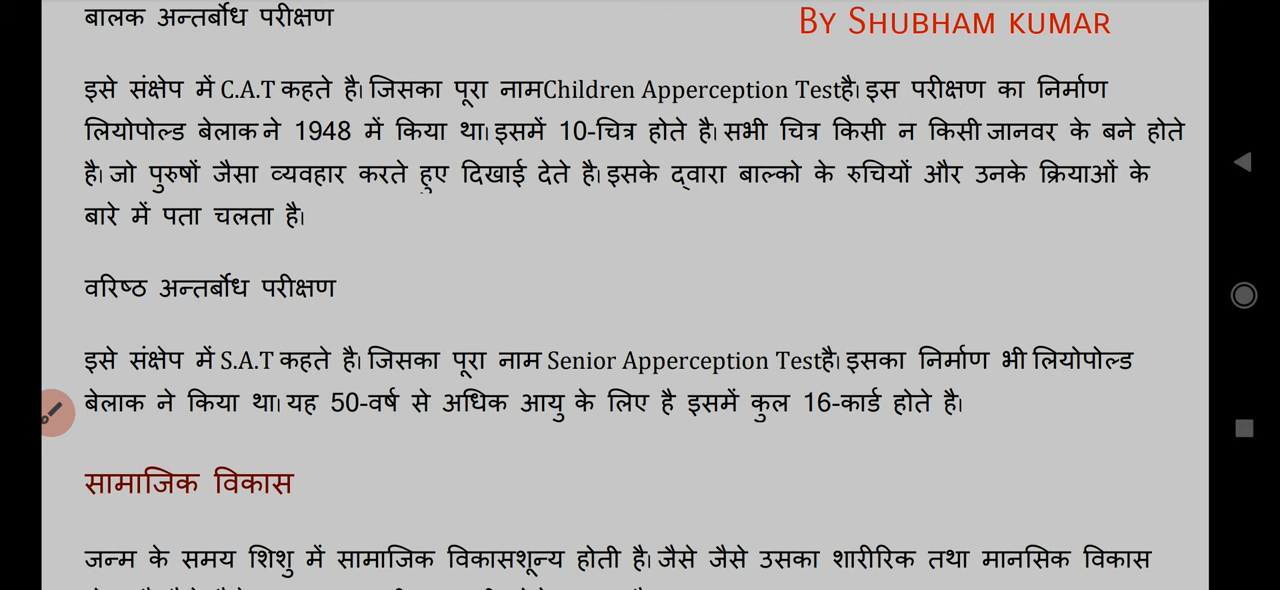 बालक अन्तर्बोध परीक्षण
BY SHUBHAM KUMAR
इसे संक्षेप में C.A.T कहते है। जिसका पूरा नामChildren Apperception Testहै। इस परीक्षण का निर्माण
लियोपोल्ड बेलाक ने 1948 में किया था। इसमें 10-चित्र होते है। सभी चित्र किसी न किसी जानवर के बने होते
है। जो पुरुषों जैसा व्यवहार करते हुए दिखाई देते है। इसके द्वारा बाल्को के रुचियों और उनके क्रियाओं के
बारे में पता चलता है।
वरिष्ठ अन्तर्बोध परीक्षण
इसे संक्षेप में S.A.T कहते है। जिसका पूरा नाम Senior Apperception Testहै। इसका निर्माण भी लियोपोल्ड
बेलाक ने किया था। यह 50-वर्ष से अधिक आयु के लिए है इसमें कुल 16-कार्ड होते है।
सामाजिक विकास
जन्म के समय शिशु में सामाजिक विकासशून्य होती है। जैसे जैसे उसका शारीरिक तथा मानसिक विकास